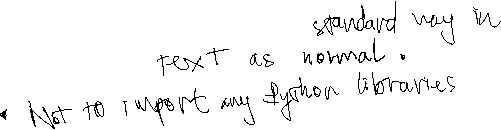 standard way in
text as normal.
• Not to import any Python libraries